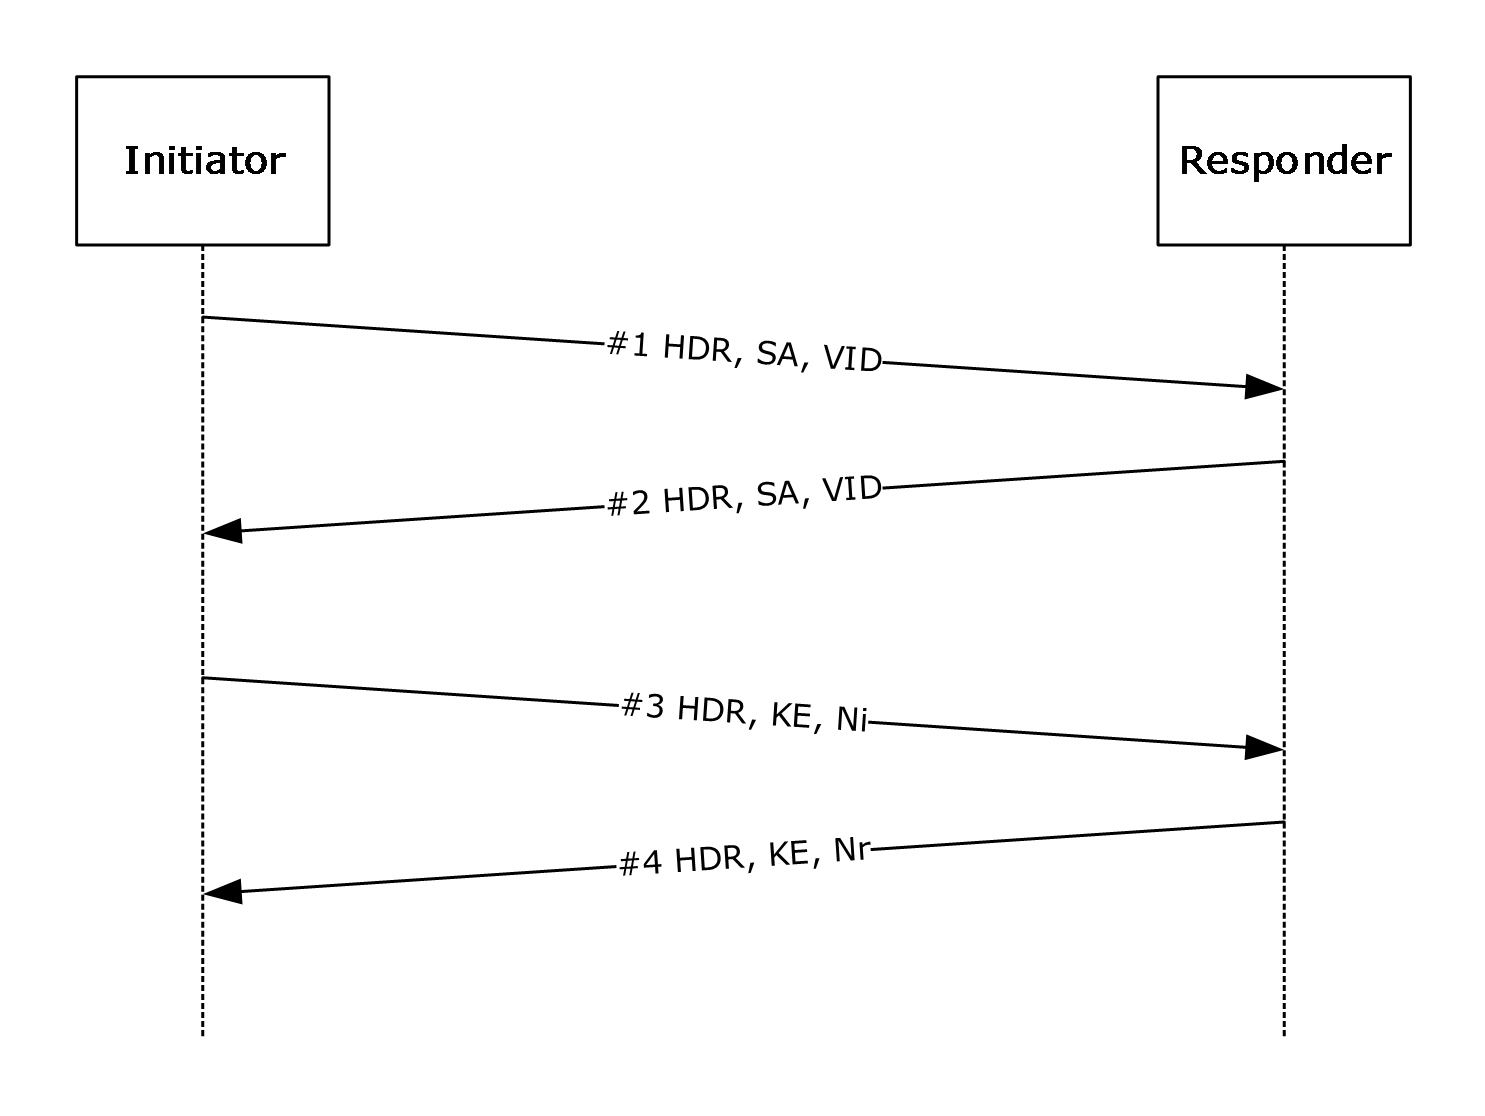 Initiator
Responder
#1 HDR, SA, VID
#2 HDR, SA, VID
#3 HDR, KE, Ni
#4 HDR, KE, Nr